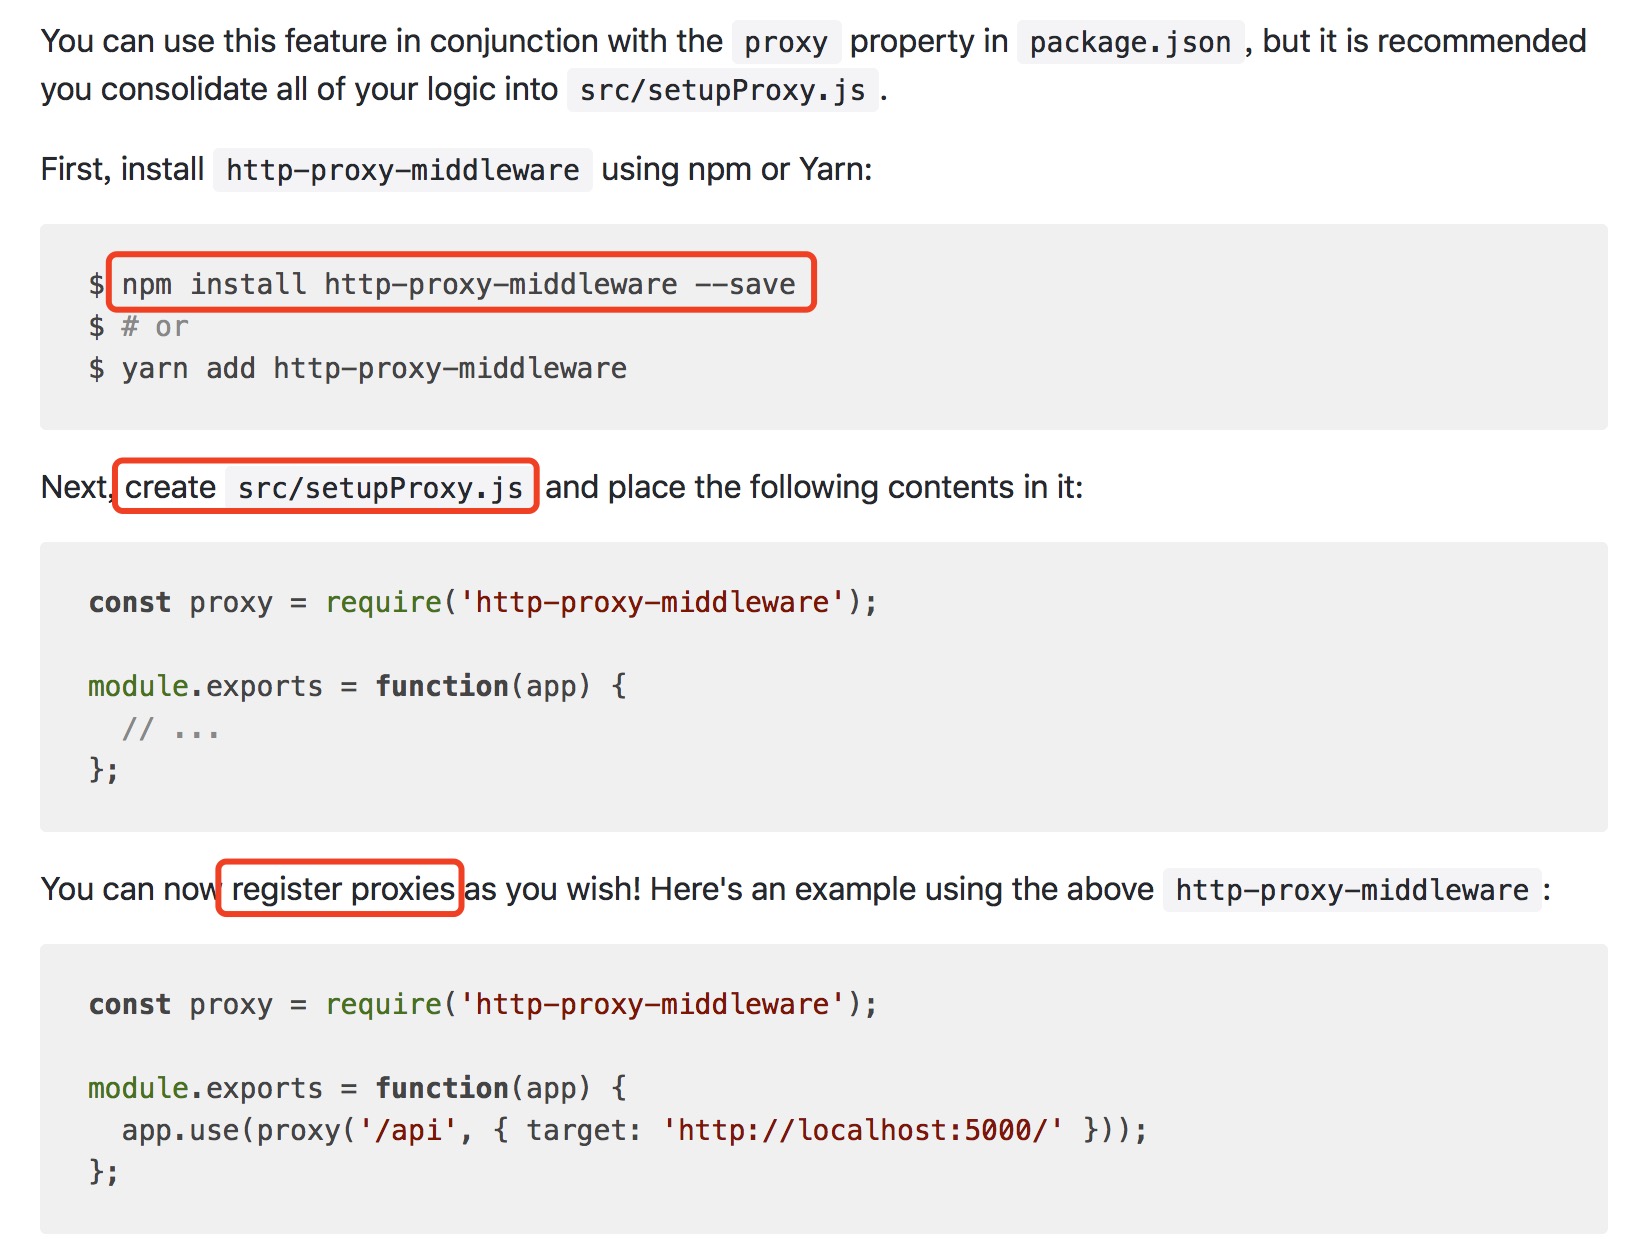 You can use this feature in conjunction with the proxy property in package.json, but it is recommended
you consolidate all of your logic into src/setupProxy.js.
First, install http-proxy-middleware using npm or Yarn:
$ npm install http-proxy-middleware --save
$ # or
$ yarn add http-proxy-middleware
Next, create src/setupProxy.js and place the following contents in it:
const proxy = require('http-proxy-middleware');
module.exports = function(app) {
  // ...
};
You can now register proxies as you wish! Here's an example using the above http-proxy-middleware:
const proxy = require('http-proxy-middleware');
module.exports = function(app) {
  app.use(proxy('/api', { target: 'http://localhost:5000/' }));
};